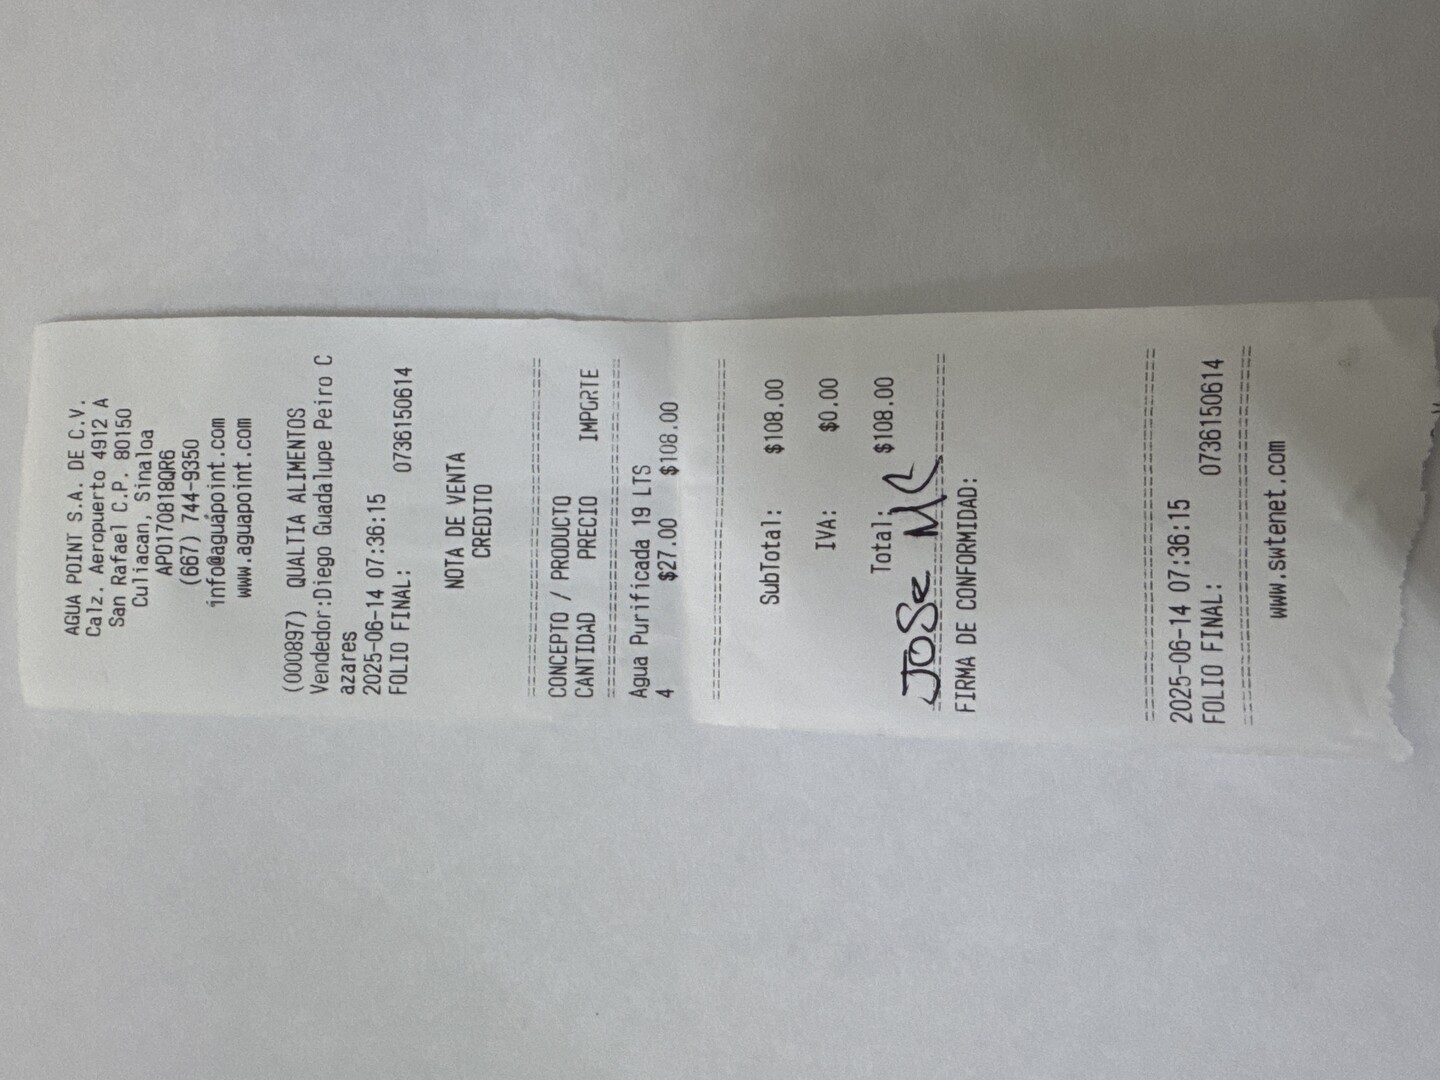 AGUA POINT S.A. DE C.V.
Calz. Aeropuerto 4912 A
San Rafael C.P. 80150
Culiacan, Sinaloa
APO170818QR6
(667) 744-9350
info@aguápoint.com
www.aguapoint.com
(000897) QUALTIA ALIMENTOS
Vendedor:Diego Guadalupe Peiro C
azares
2025-06-14 07:36:15
FOLIO FINAL: 0736150614
NOTA DE VENTA
CREDITO
================================
CONCEPTO / PRODUCTO
CANTIDAD PRECIO IMPORTE
================================
Agua Purificada 19 LTS
4 $27.00 $108.00
================================
SubTotal: $108.00
IVA: $0.00
Total: $108.00
JOSE
================================
FIRMA DE CONFORMIDAD:
================================
2025-06-14 07:36:15
FOLIO FINAL: 0736150614
================================
www.swtenet.com